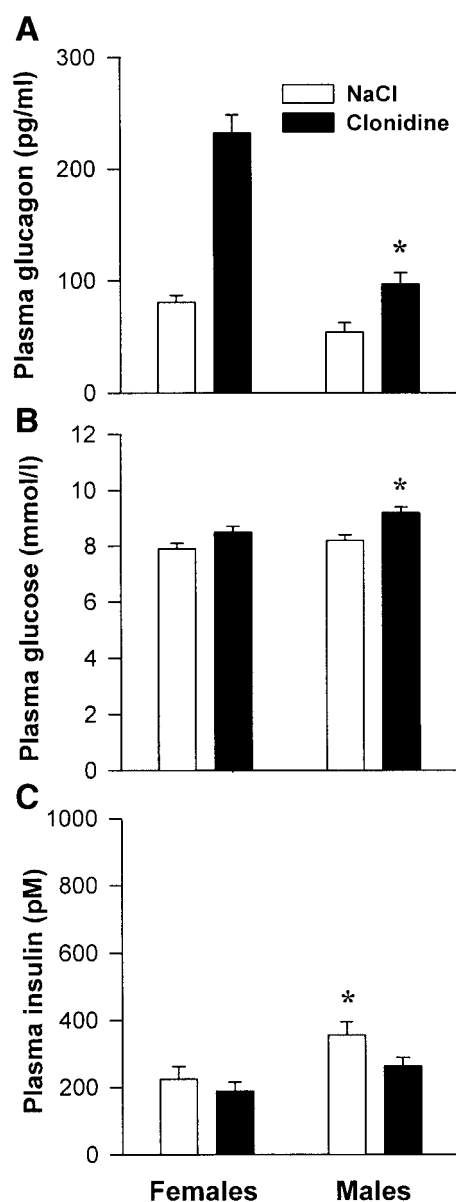 A
Plasma glucagon (pg/ml)
300
200
100
0
NaCl
Clonidine
*
B
Plasma glucose (mmol/l)
12
10
8
6
4
2
0
*
C
Plasma insulin (pM)
1000
800
600
400
200
0
*
Females Males